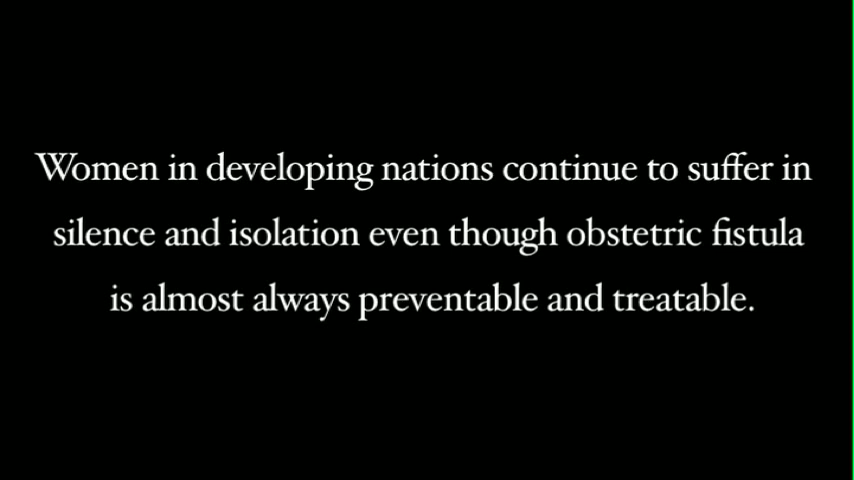 Women in developing nations continue to suffer in
silence and isolation even though obstetric fistula
is almost always preventable and treatable.